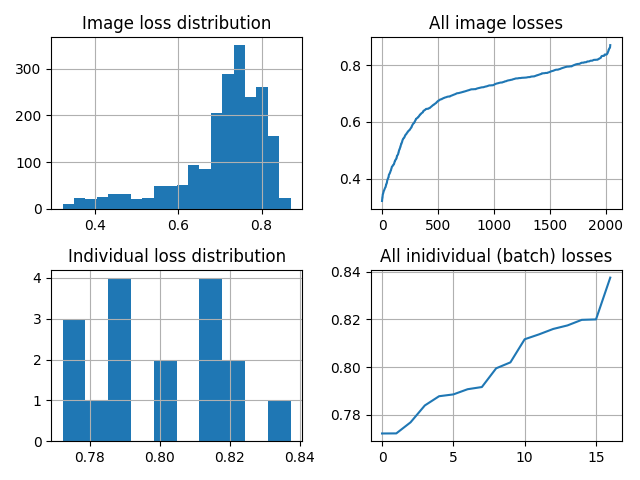 Image loss distribution
300
200
100
0
0.4 0.6 0.8
All image losses
0.8
0.6
0.4
0 500 1000 1500 2000
Individual loss distribution
4
3
2
1
0
0.78 0.80 0.82 0.84
All inidividual (batch) losses
0.84
0.82
0.80
0.78
0 5 10 15